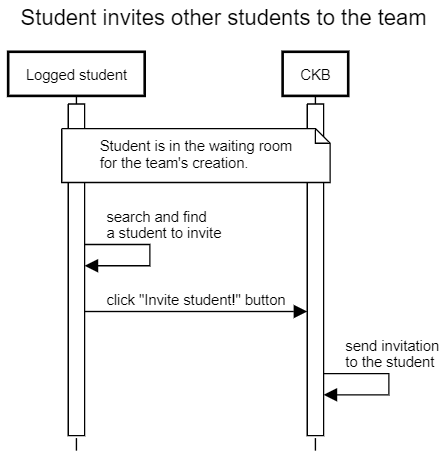 Student invites other students to the team
Logged student
CKB
Student is in the waiting room
for the team's creation.
search and find
a student to invite
click "Invite student!" button
send invitation
to the student